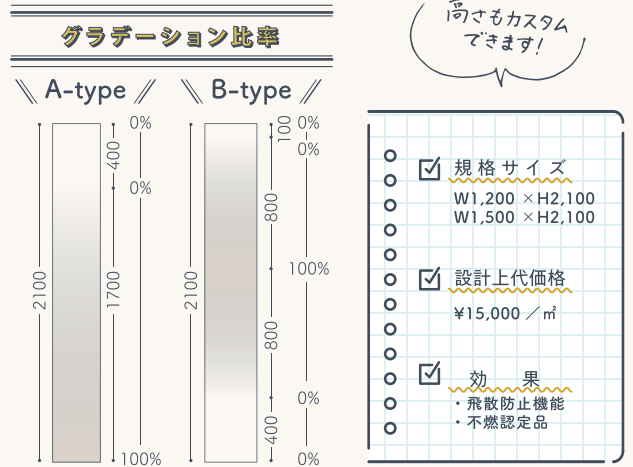 高さもカスタム
できます!
グラデーション比率
A-type
B-type
0%
400
0%
2100
1700
100%
100
0%
0%
800
100%
2100
800
0%
400
0%
規格サイズ
W1,200 ×H2,100
W1,500 ×H2,100
設計上代価格
¥15,000 ／㎡
効果
・飛散防止機能
・不燃認定品